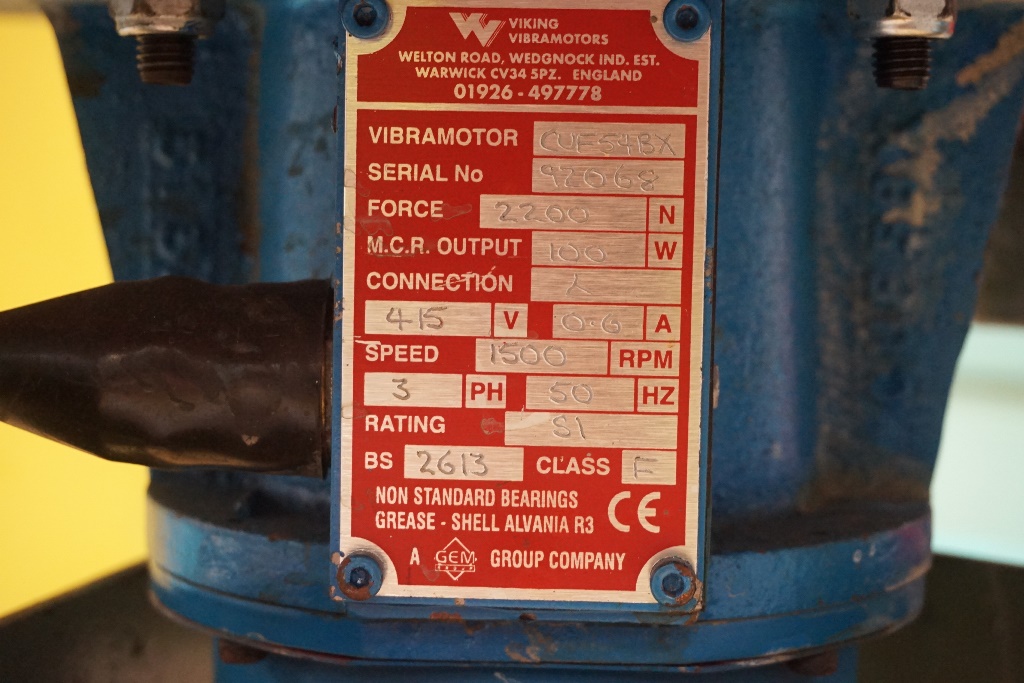 VIKING
VIBRAMOTORS
WELTON ROAD, WEDGNOCK IND. EST.
WARWICK CV34 5PZ. ENGLAND
01926 - 497778
VIBRAMOTOR CUF54BX
SERIAL No 97068
FORCE 2200 N
M.C.R. OUTPUT 100 W
CONNECTION
415 V 0.6 A
SPEED 1500 RPM
3 PH 50 HZ
RATING S1
BS 2613 CLASS F
NON STANDARD BEARINGS
GREASE - SHELL ALVANIA R3 CE
A GEM GROUP COMPANY